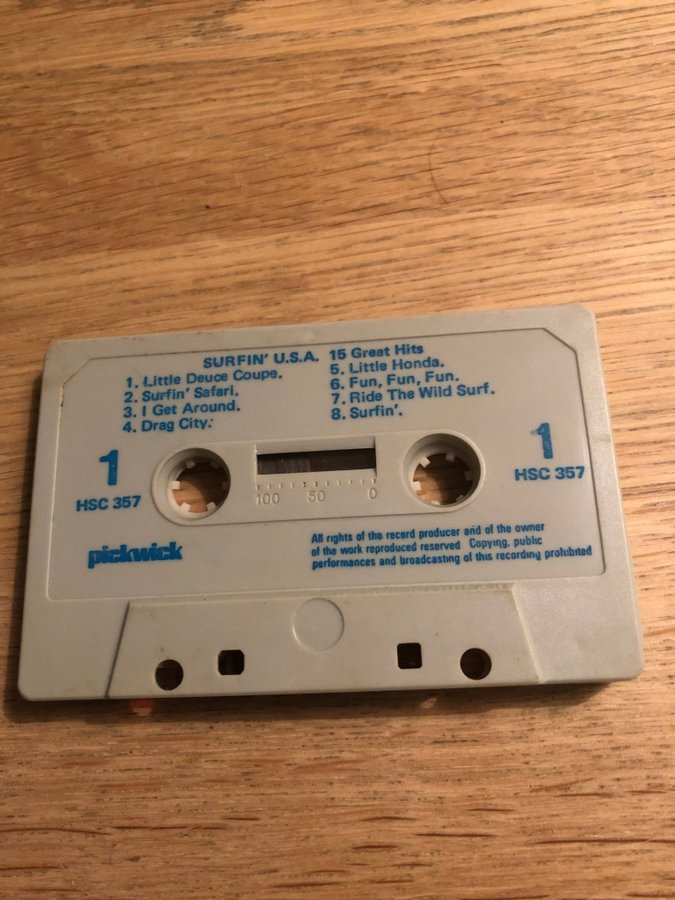 SURFIN' U.S.A. 15 Great Hits
1. Little Deuce Coupe.
2. Surfin' Safari.
3. I Get Around.
4. Drag City.
5. Little Honda.
6. Fun, Fun, Fun.
7. Ride The Wild Surf.
8. Surfin'.
1
HSC 357
100 50 0
1
HSC 357
pickwick
All rights of the record producer and of the owner
of the work reproduced reserved Copying, public
performances and broadcasting of this recording prohibited